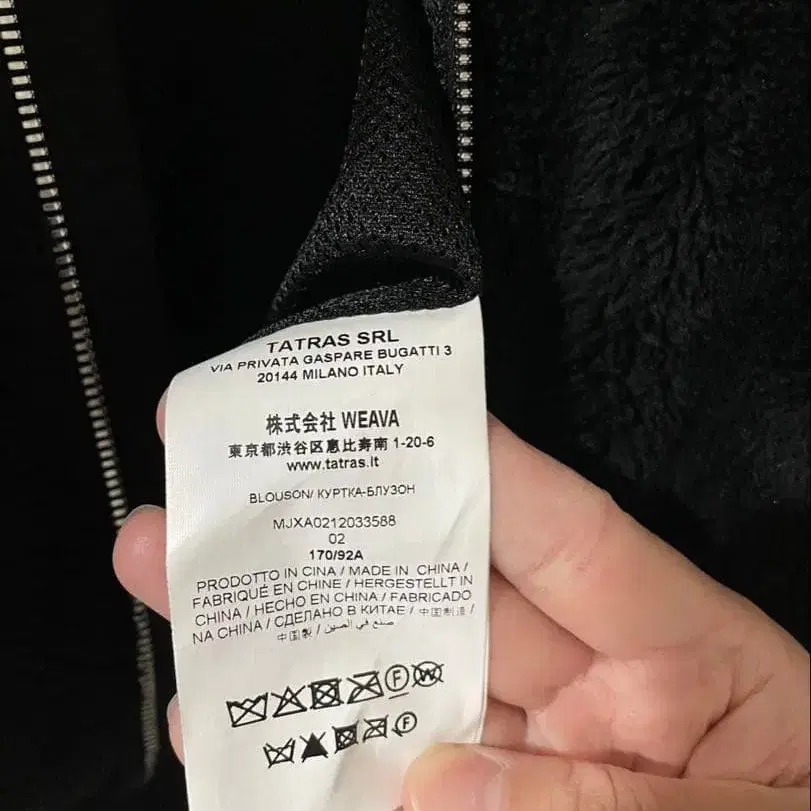 TATRAS SRL
VIA PRIVATA GASPARE BUGATTI 3
20144 MILANO ITALY
株式会社 WEAVA
東京都渋谷区恵比寿南 1-20-6
www.tatras.it
BLOUSON/ КУРТКА-БЛУЗОН
MJXA0212033588
02
170/92A
PRODOTTO IN CINA / MADE IN CHINA /
FABRIQUÉ EN CHINE / HERGESTELLT IN
CHINA / HECHO EN CHINA / FABRICADO
NA CHINA / СДЕЛАНО В КИТАЕ / 中国制造 /
中国製 / صنع في الصين
F W
F